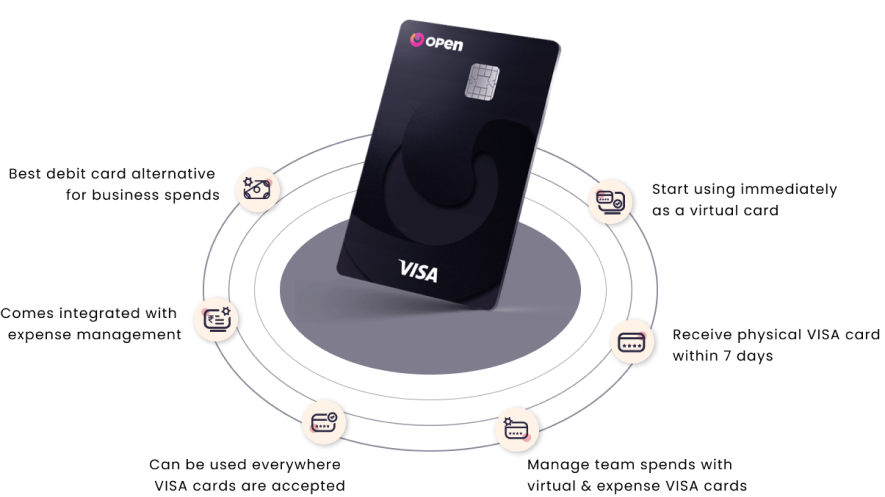 OPEN
VISA
Best debit card alternative
for business spends
Start using immediately
as a virtual card
Comes integrated with
expense management
Receive physical VISA card
within 7 days
Can be used everywhere
VISA cards are accepted
Manage team spends with
virtual & expense VISA cards